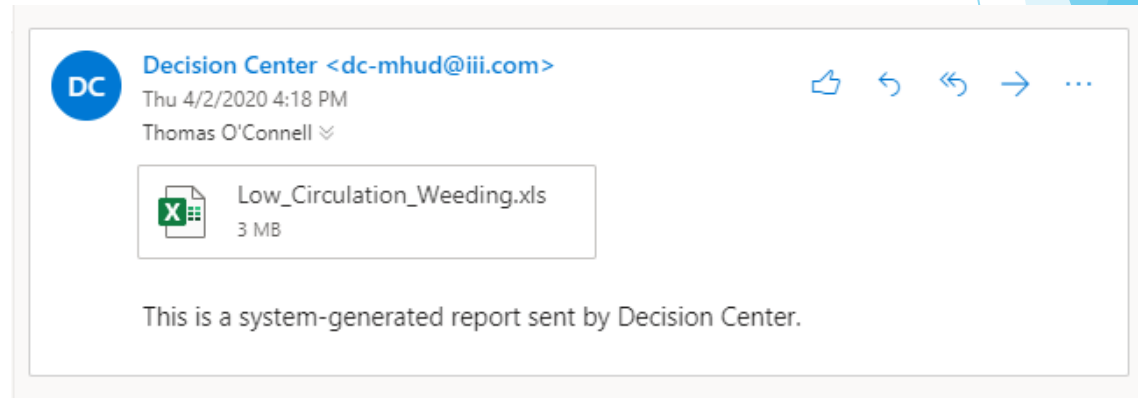 DC
Decision Center <dc-mhud@iii.com>
Thu 4/2/2020 4:18 PM
Thomas O'Connell
Low_Circulation_Weeding.xls
3 MB
This is a system-generated report sent by Decision Center.